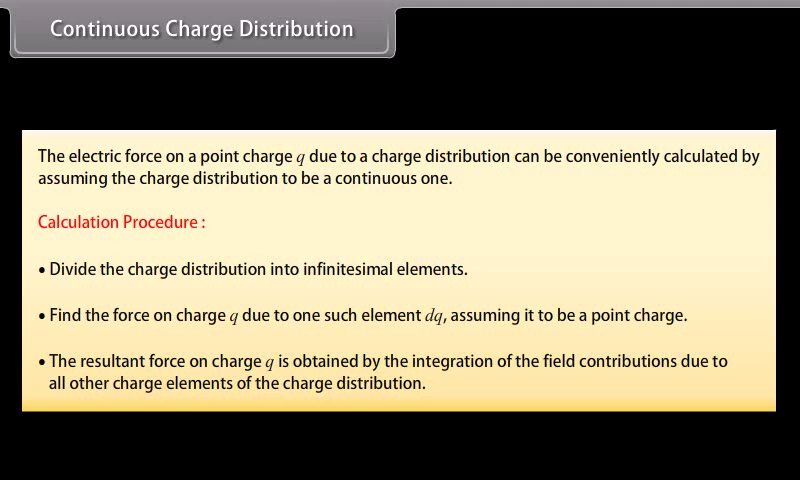 Continuous Charge Distribution
The electric force on a point charge q due to a charge distribution can be conveniently calculated by
assuming the charge distribution to be a continuous one.
Calculation Procedure :
• Divide the charge distribution into infinitesimal elements.
• Find the force on charge q due to one such element dq, assuming it to be a point charge.
• The resultant force on charge q is obtained by the integration of the field contributions due to
all other charge elements of the charge distribution.